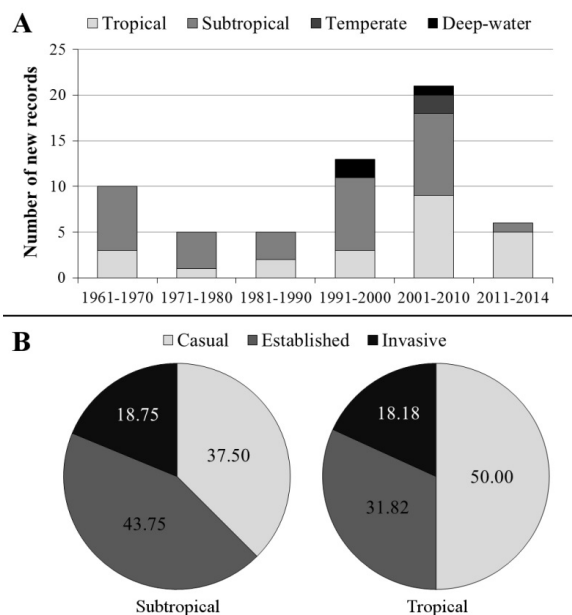 A
Tropical Subtropical Temperate Deep-water
Number of new records
25
20
15
10
5
0
1961-1970 1971-1980 1981-1990 1991-2000 2001-2010 2011-2014
B
Casual Established Invasive
18.75 37.50 43.75
18.18 50.00 31.82
Subtropical Tropical